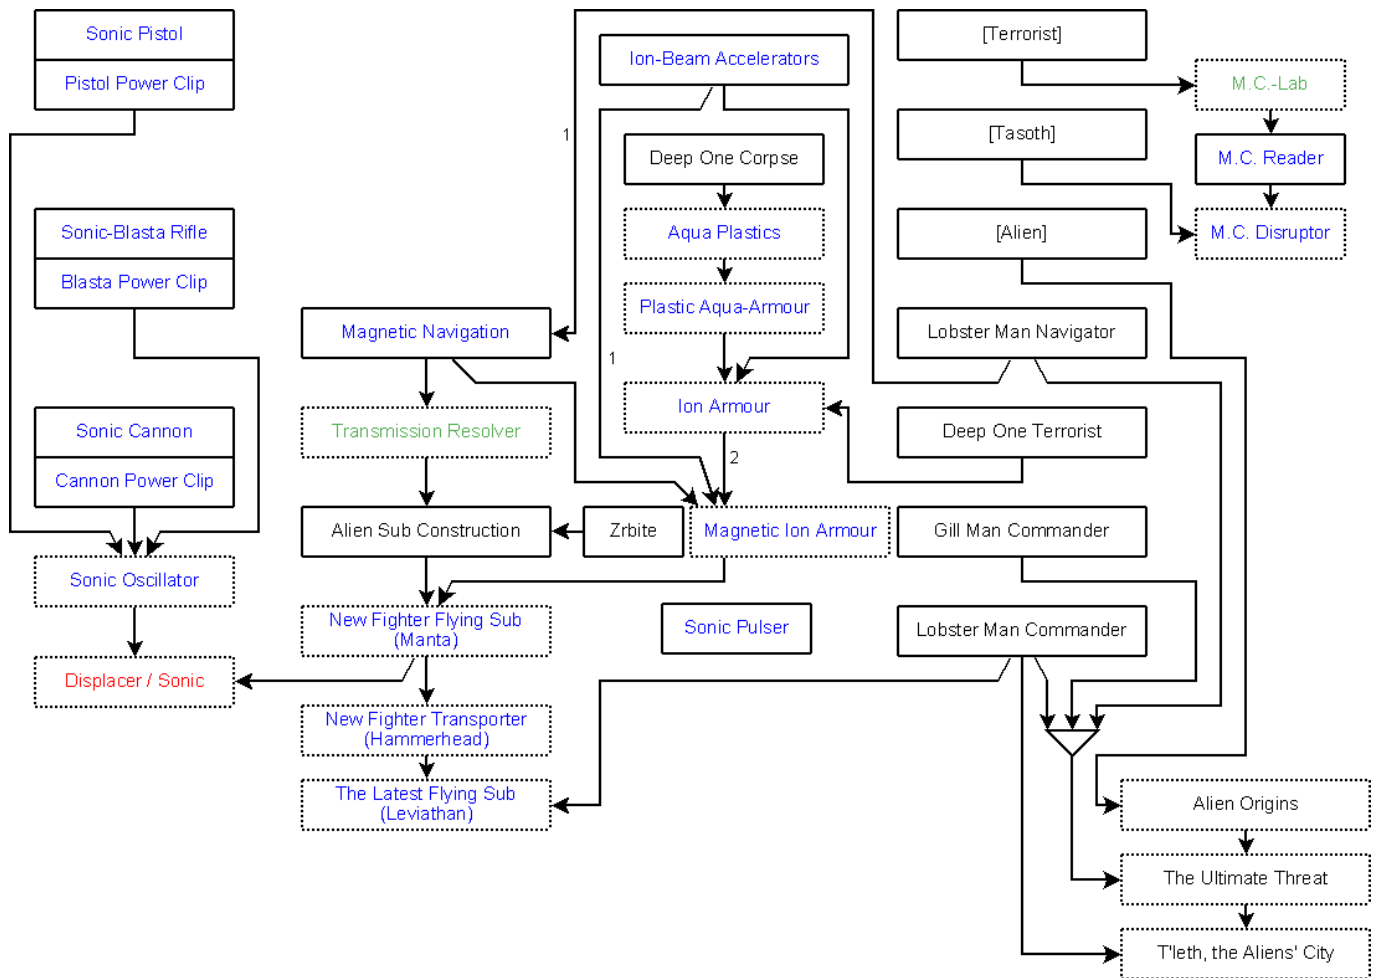 Sonic Pistol
Pistol Power Clip
Ion-Beam Accelerators
[Terrorist]
M.C.-Lab
1
[Tasoth]
Deep One Corpse
M.C. Reader
Sonic-Blasta Rifle
Blasta Power Clip
Aqua Plastics
[Alien]
M.C. Disruptor
Plastic Aqua-Armour
Magnetic Navigation
Lobster Man Navigator
1
Ion Armour
Sonic Cannon
Cannon Power Clip
Transmission Resolver
Deep One Terrorist
2
Alien Sub Construction
Zrbite
Magnetic Ion Armour
Gill Man Commander
Sonic Oscillator
New Fighter Flying Sub
(Manta)
Sonic Pulser
Lobster Man Commander
Displacer / Sonic
New Fighter Transporter
(Hammerhead)
The Latest Flying Sub
(Leviathan)
Alien Origins
The Ultimate Threat
T'leth, the Aliens' City